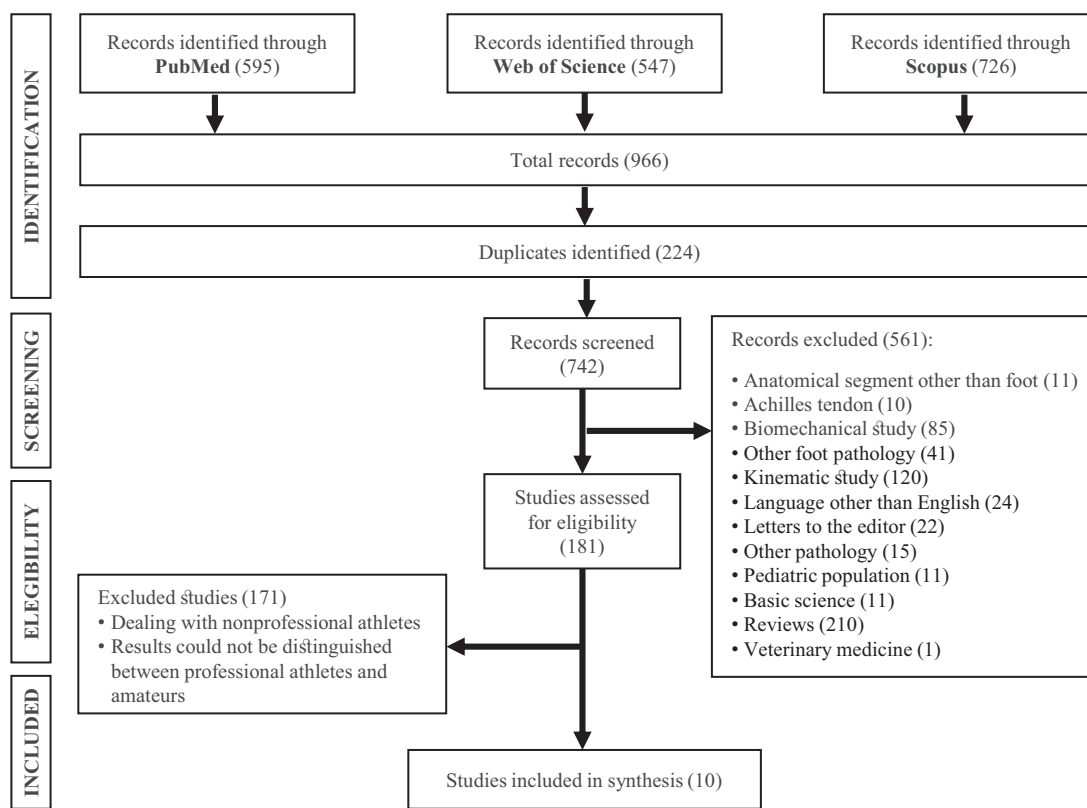 IDENTIFICATION
Records identified through
PubMed (595)
Records identified through
Web of Science (547)
Records identified through
Scopus (726)
Total records (966)
Duplicates identified (224)
SCREENING
Records screened
(742)
Records excluded (561):
• Anatomical segment other than foot (11)
• Achilles tendon (10)
• Biomechanical study (85)
• Other foot pathology (41)
• Kinematic study (120)
• Language other than English (24)
• Letters to the editor (22)
• Other pathology (15)
• Pediatric population (11)
• Basic science (11)
• Reviews (210)
• Veterinary medicine (1)
ELEGIBILITY
Studies assessed
for eligibility
(181)
Excluded studies (171)
• Dealing with nonprofessional athletes
• Results could not be distinguished
between professional athletes and
amateurs
INCLUDED
Studies included in synthesis (10)